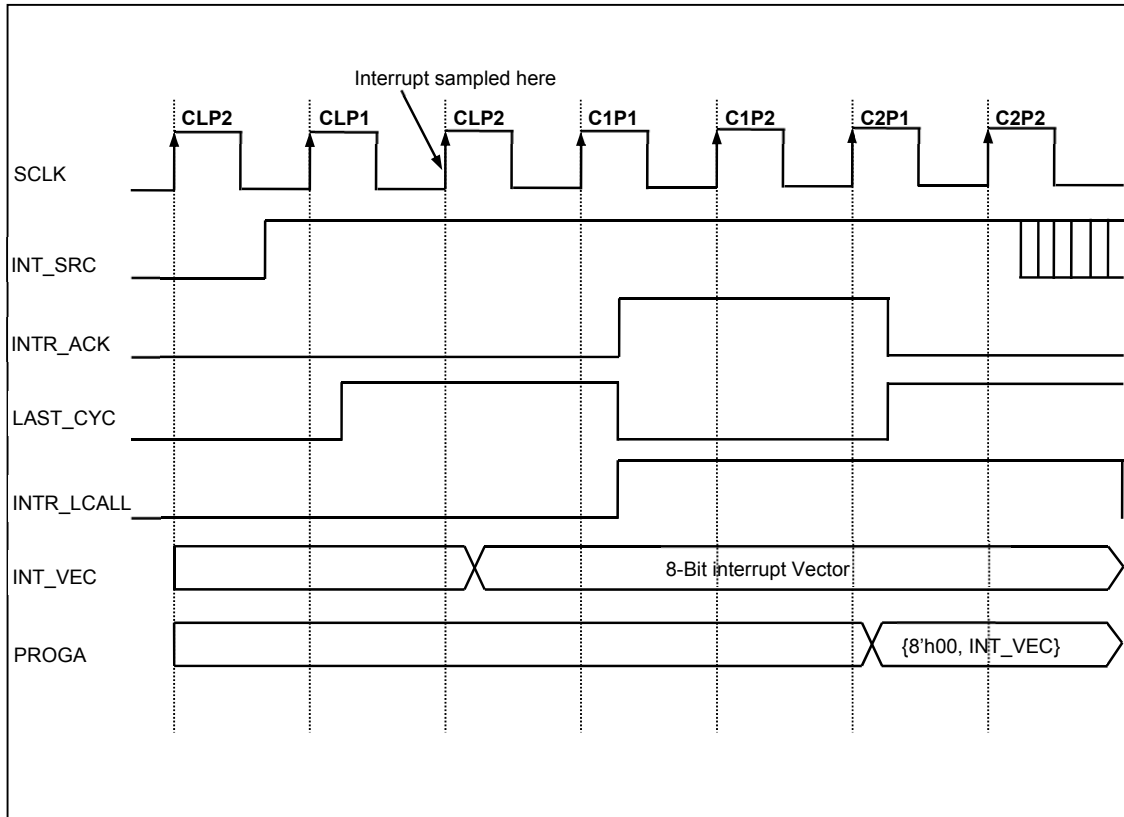 Interrupt sampled here
CLP2 CLP1 CLP2 C1P1 C1P2 C2P1 C2P2
SCLK
INT_SRC
INTR_ACK
LAST_CYC
INTR_LCALL
INT_VEC 8-Bit interrupt Vector
PROGA {8'h00, INT_VEC}